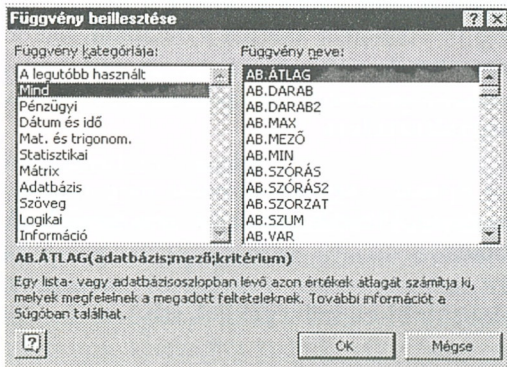 Függvény beillesztése
Függvény kategóriája:
A legutóbb használt
Mind
Pénzügyi
Dátum és idő
Mat. és trigonom.
Statisztikai
Mátrix
Adatbázis
Szöveg
Logikai
Információ
Függvény neve:
AB.ÁTLAG
AB.DARAB
AB.DARAB2
AB.MAX
AB.MEZŐ
AB.MIN
AB.SZÓRÁS
AB.SZÓRÁS2
AB.SZORZAT
AB.SZUM
AB.VAR
AB.ÁTLAG(adatbázis;mező;kritérium)
Egy lista- vagy adatbázisoszlopban lévő azon értékek átlagát számítja ki,
melyek megfelelnek a megadott feltételeknek. További információt a
Súgóban találhat.
OK
Mégse